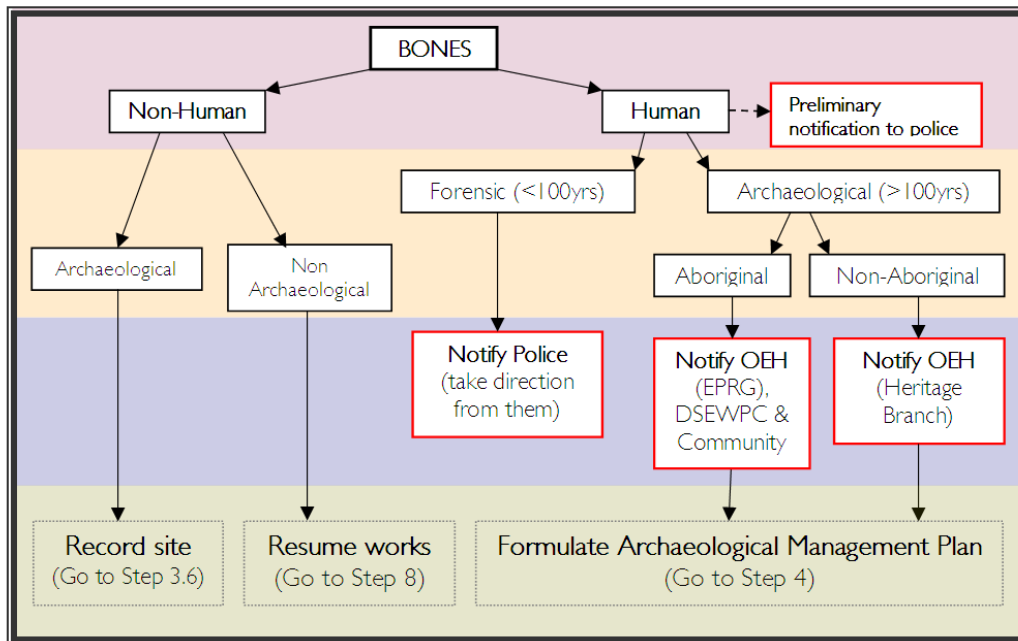 BONES
Non-Human
Human
Preliminary
notification to police
Forensic (<100yrs)
Archaeological (>100yrs)
Archaeological
Non
Archaeological
Aboriginal
Non-Aboriginal
Notify Police
(take direction
from them)
Notify OEH
(EPRG),
DSEWPC &
Community
Notify OEH
(Heritage
Branch)
Record site
(Go to Step 3.6)
Resume works
(Go to Step 8)
Formulate Archaeological Management Plan
(Go to Step 4)